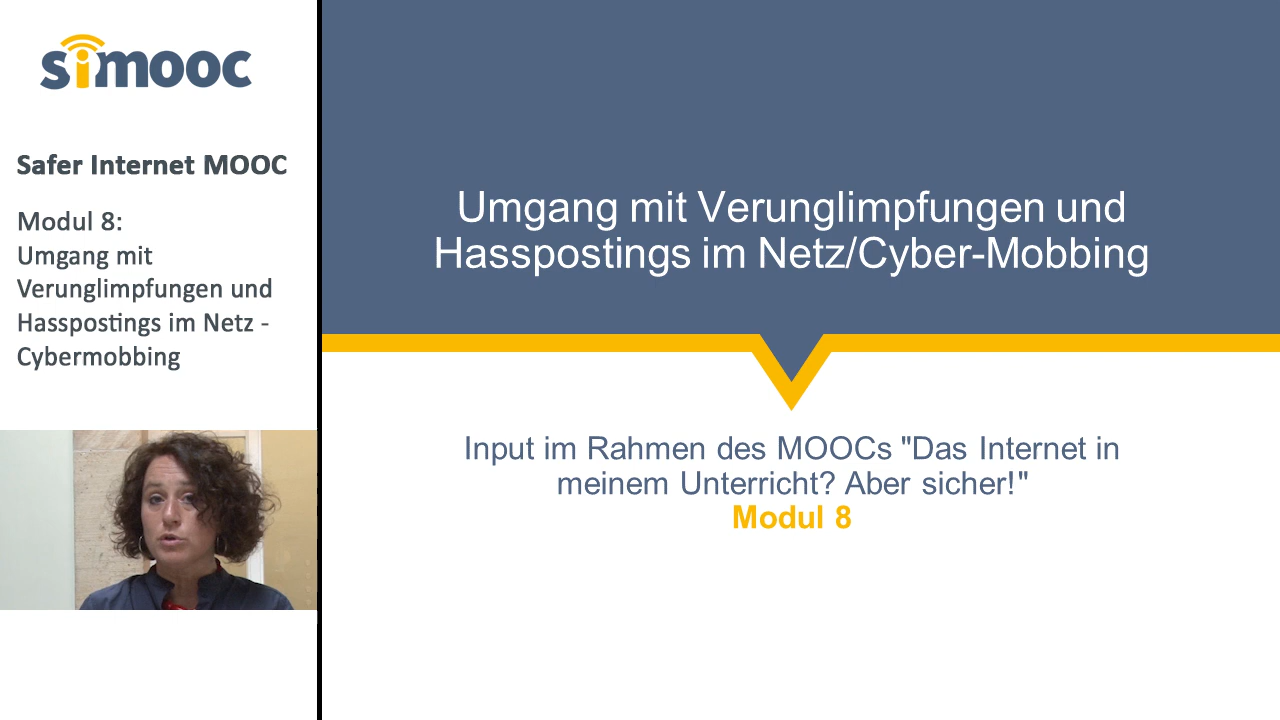 simooc
Safer Internet MOOC
Modul 8:
Umgang mit
Verunglimpfungen und
Hasspostings im Netz -
Cybermobbing
Umgang mit Verunglimpfungen und
Hasspostings im Netz/Cyber-Mobbing
Input im Rahmen des MOOCs "Das Internet in
meinem Unterricht? Aber sicher!"
Modul 8